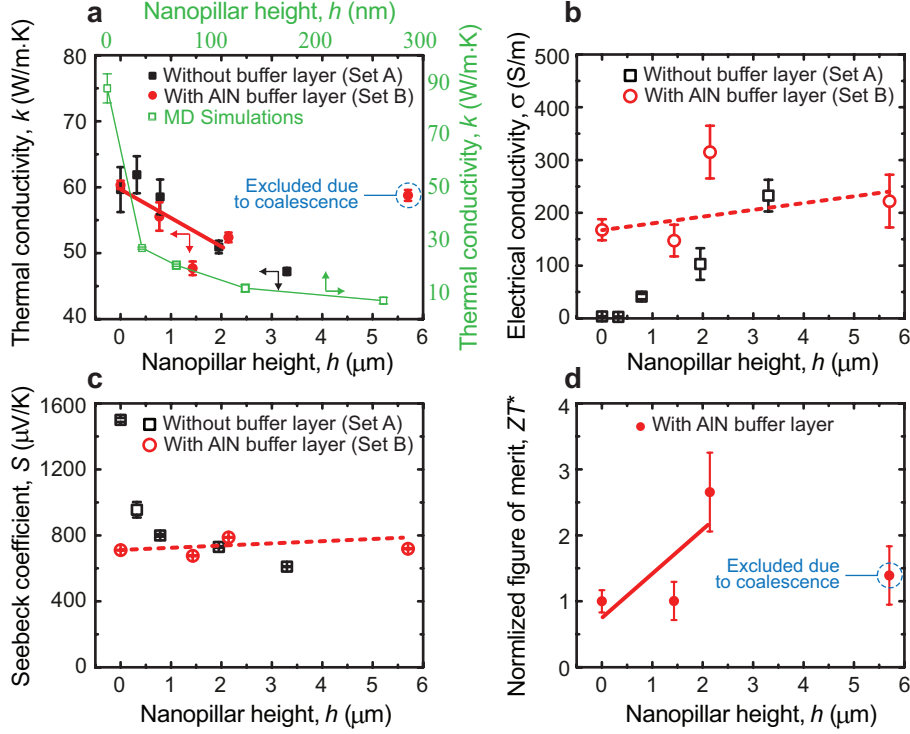 a
Nanopillar height, h (nm)
0 100 200 300
Thermal conductivity, k (W/m·K)
80
70
60
50
40
Without buffer layer (Set A)
With AlN buffer layer (Set B)
MD Simulations
Excluded due
to coalescence
90
70
50
30
10
Thermal conductivity, k (W/m·K)
0 1 2 3 4 5 6
Nanopillar height, h (μm)
b
Electrical conductivity, σ (S/m)
500
400
300
200
100
0
Without buffer layer (Set A)
With AlN buffer layer (Set B)
0 1 2 3 4 5 6
Nanopillar height, h (μm)
c
Seebeck coefficient, S (μV/K)
1600
1200
800
400
0
Without buffer layer (Set A)
With AlN buffer layer (Set B)
0 1 2 3 4 5 6
Nanopillar height, h (μm)
d
Normlized figure of merit, ZT*
4
3
2
1
0
With AlN buffer layer
Excluded due
to coalescence
0 1 2 3 4 5 6
Nanopillar height, h (μm)